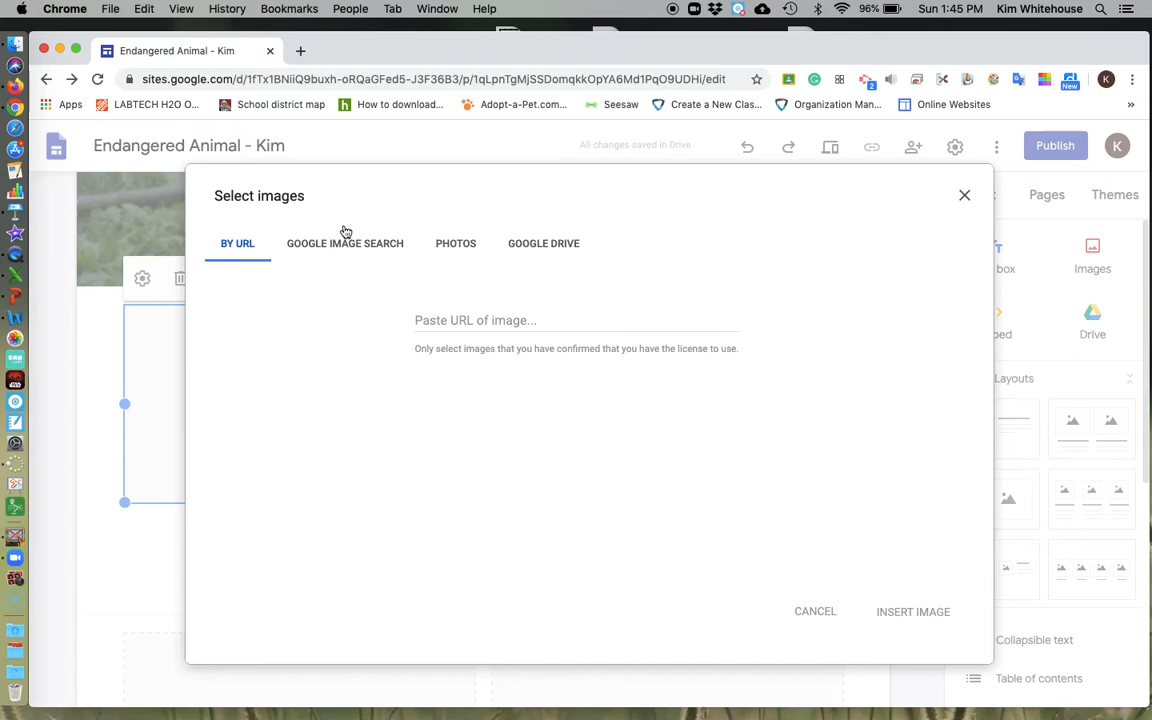 Chrome File Edit View History Bookmarks People Tab Window Help 96% Sun 1:45 PM Kim Whitehouse
Endangered Animal - Kim
sites.google.com/d/1fTx1BNiiQ9buxh-oRQaGFed5-J3F36B3/p/1qLpnTgMjSSDomqkkOpYA6Md1PqO9UDHi/edit
2
New
K
Apps LABTECH H2O O... School district map How to download... Adopt-a-Pet.com... Seesaw Create a New Clas... Organization Man... Online Websites »
Endangered Animal - Kim
All changes saved in Drive
Publish
K
Select images
Pages
Themes
BY URL
GOOGLE IMAGE SEARCH
PHOTOS
GOOGLE DRIVE
box
Images
Paste URL of image...
Only select images that you have confirmed that you have the license to use.
Drive
Layouts
CANCEL
INSERT IMAGE
Collapsible text
Table of contents